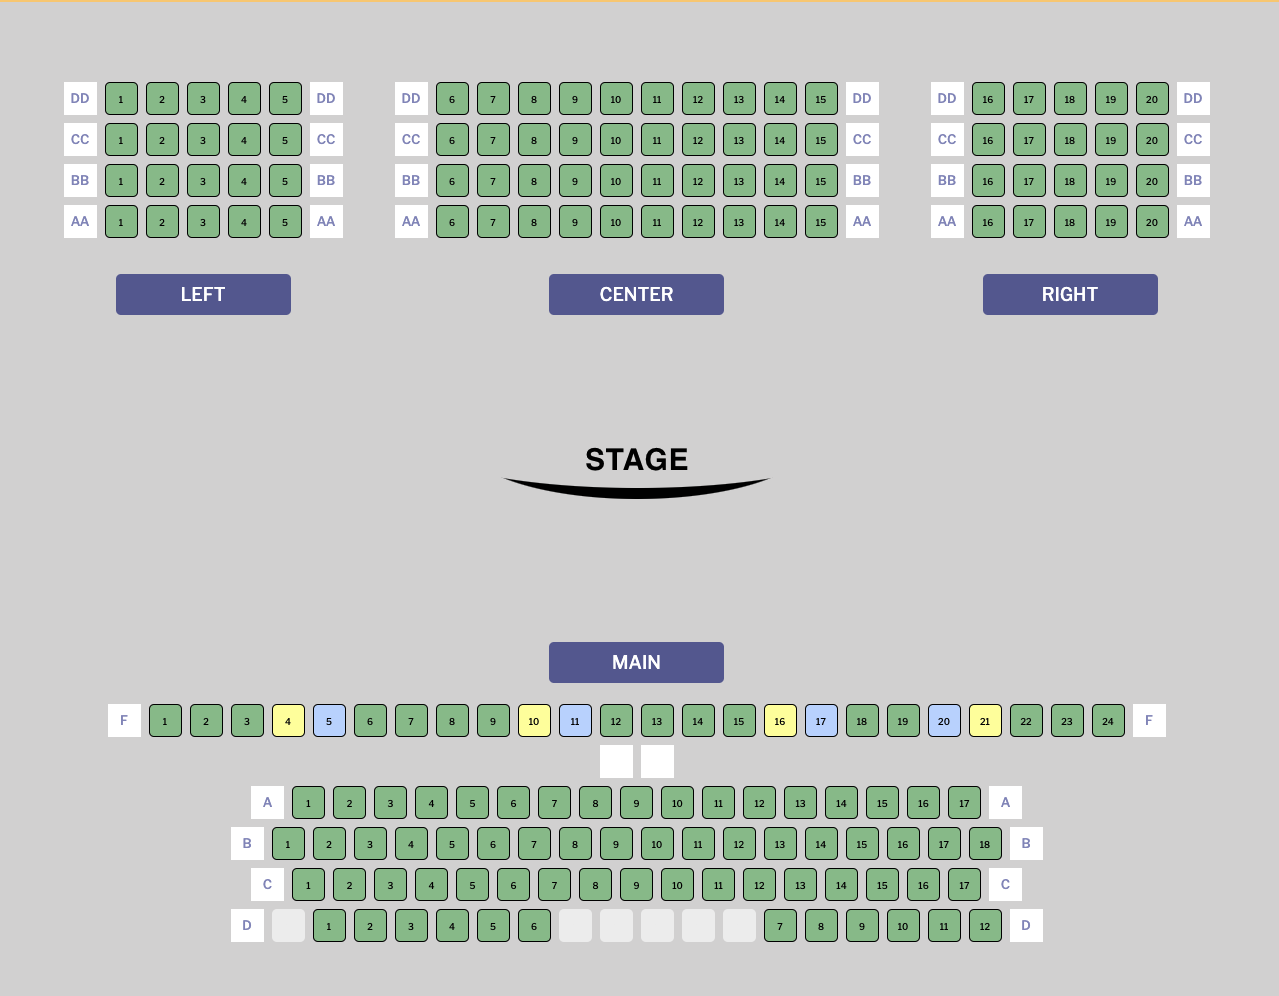 DD 1 2 3 4 5 DD DD 6 7 8 9 10 11 12 13 14 15 DD DD 16 17 18 19 20 DD
CC 1 2 3 4 5 CC CC 6 7 8 9 10 11 12 13 14 15 CC CC 16 17 18 19 20 CC
BB 1 2 3 4 5 BB BB 6 7 8 9 10 11 12 13 14 15 BB BB 16 17 18 19 20 BB
AA 1 2 3 4 5 AA AA 6 7 8 9 10 11 12 13 14 15 AA AA 16 17 18 19 20 AA
LEFT CENTER RIGHT
STAGE
MAIN
F 1 2 3 4 5 6 7 8 9 10 11 12 13 14 15 16 17 18 19 20 21 22 23 24 F
A 1 2 3 4 5 6 7 8 9 10 11 12 13 14 15 16 17 A
B 1 2 3 4 5 6 7 8 9 10 11 12 13 14 15 16 17 18 B
C 1 2 3 4 5 6 7 8 9 10 11 12 13 14 15 16 17 C
D 1 2 3 4 5 6 7 8 9 10 11 12 D